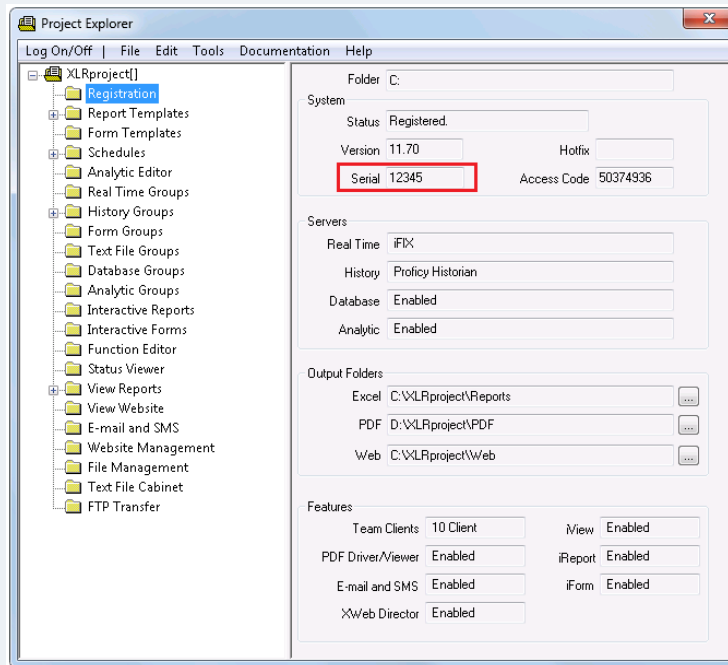 Project Explorer
Log On/Off | File Edit Tools Documentation Help
XLRproject[]
Registration
Report Templates
Form Templates
Schedules
Analytic Editor
Real Time Groups
History Groups
Form Groups
Text File Groups
Database Groups
Analytic Groups
Interactive Reports
Interactive Forms
Function Editor
Status Viewer
View Reports
View Website
E-mail and SMS
Website Management
File Management
Text File Cabinet
FTP Transfer
Folder C:
System
Status Registered.
Version 11.70 Hotfix
Serial 12345 Access Code 50374936
Servers
Real Time iFIX
History Proficy Historian
Database Enabled
Analytic Enabled
Output Folders
Excel C:\XLRproject\Reports ...
PDF D:\XLRproject\PDF ...
Web C:\XLRproject\Web ...
Features
Team Clients 10 Client iView Enabled
PDF Driver/Viewer Enabled iReport Enabled
E-mail and SMS Enabled iForm Enabled
XWeb Director Enabled